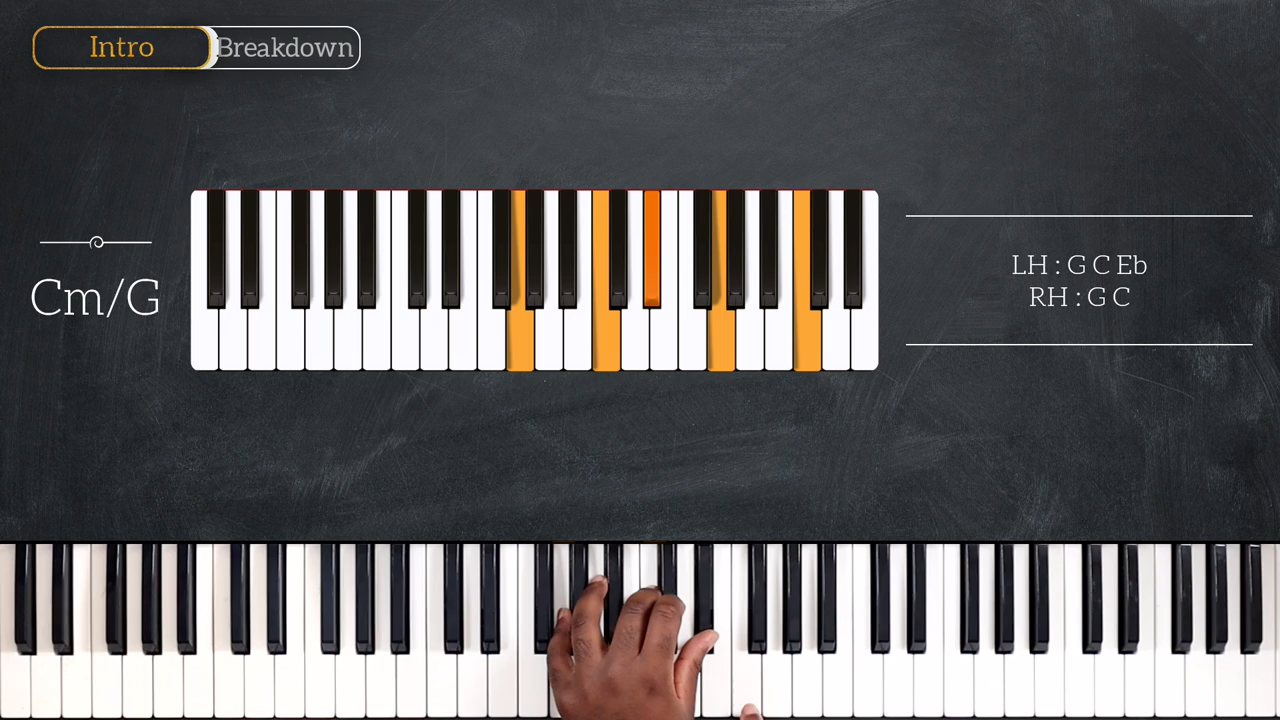 Intro
Breakdown
Cm/G
LH : G C Eb
RH : G C